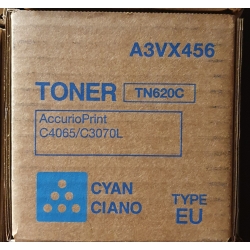 A3VX456
TONER TN620C
AccurioPrint
C4065/C3070L
CYAN
CIANO
TYPE
EU